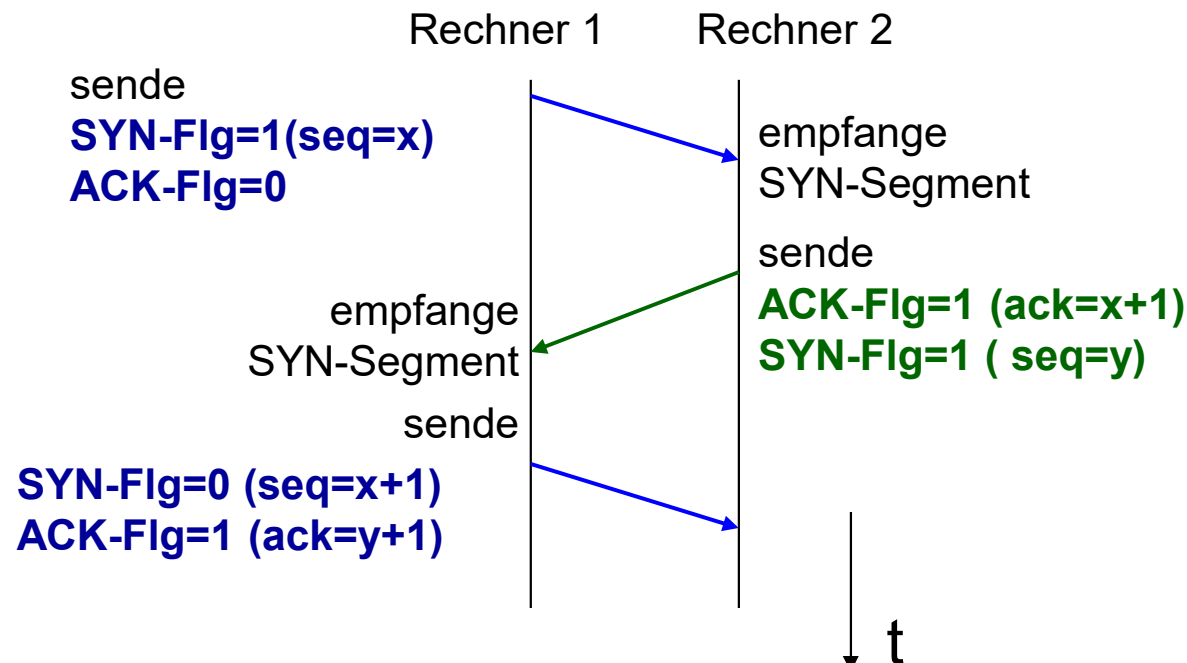 Rechner 1
Rechner 2
sende
SYN-Flg=1(seq=x)
ACK-Flg=0
empfange
SYN-Segment
sende
ACK-Flg=1 (ack=x+1)
SYN-Flg=1 ( seq=y)
empfange
SYN-Segment
sende
SYN-Flg=0 (seq=x+1)
ACK-Flg=1 (ack=y+1)
t